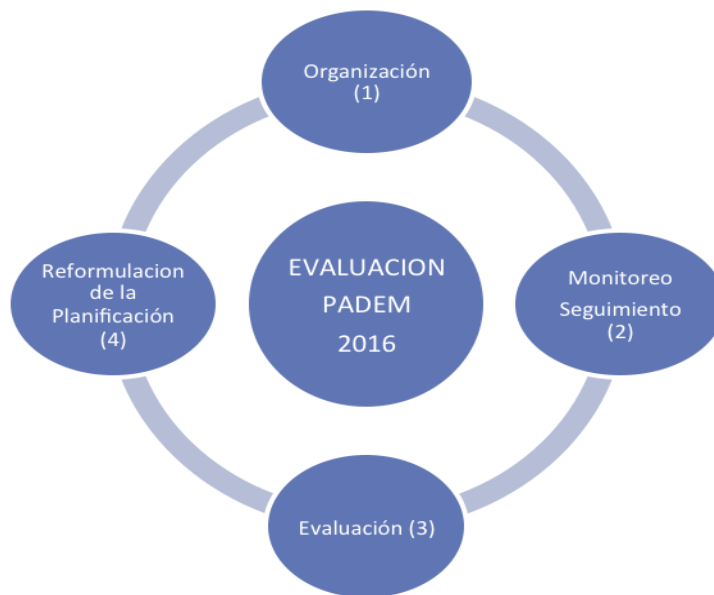 Organización
(1)
Reformulacion
de la
Planificación
(4)
EVALUACION
PADEM
2016
Monitoreo
Seguimiento
(2)
Evaluación (3)